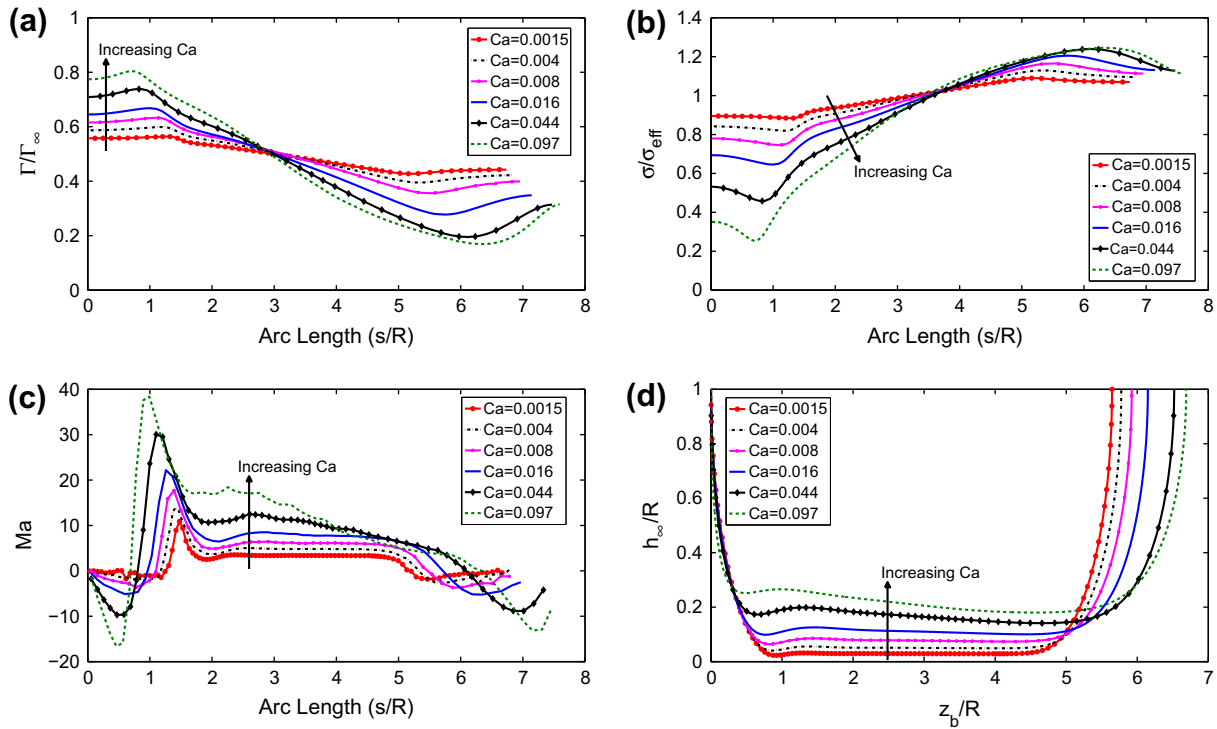 (a)
1
0.8
0.6
0.4
0.2
0
Γ/Γ∞
Increasing Ca
Ca=0.0015
Ca=0.004
Ca=0.008
Ca=0.016
Ca=0.044
Ca=0.097
0 1 2 3 4 5 6 7 8
Arc Length (s/R)
(b)
1.4
1.2
1
0.8
0.6
0.4
0.2
0
σ/σeff
Increasing Ca
Ca=0.0015
Ca=0.004
Ca=0.008
Ca=0.016
Ca=0.044
Ca=0.097
0 1 2 3 4 5 6 7 8
Arc Length (s/R)
(c)
40
30
20
10
0
−10
−20
Ma
Increasing Ca
Ca=0.0015
Ca=0.004
Ca=0.008
Ca=0.016
Ca=0.044
Ca=0.097
0 1 2 3 4 5 6 7 8
Arc Length (s/R)
(d)
1
0.8
0.6
0.4
0.2
0
h∞/R
Ca=0.0015
Ca=0.004
Ca=0.008
Ca=0.016
Ca=0.044
Ca=0.097
Increasing Ca
0 1 2 3 4 5 6 7
z_b/R